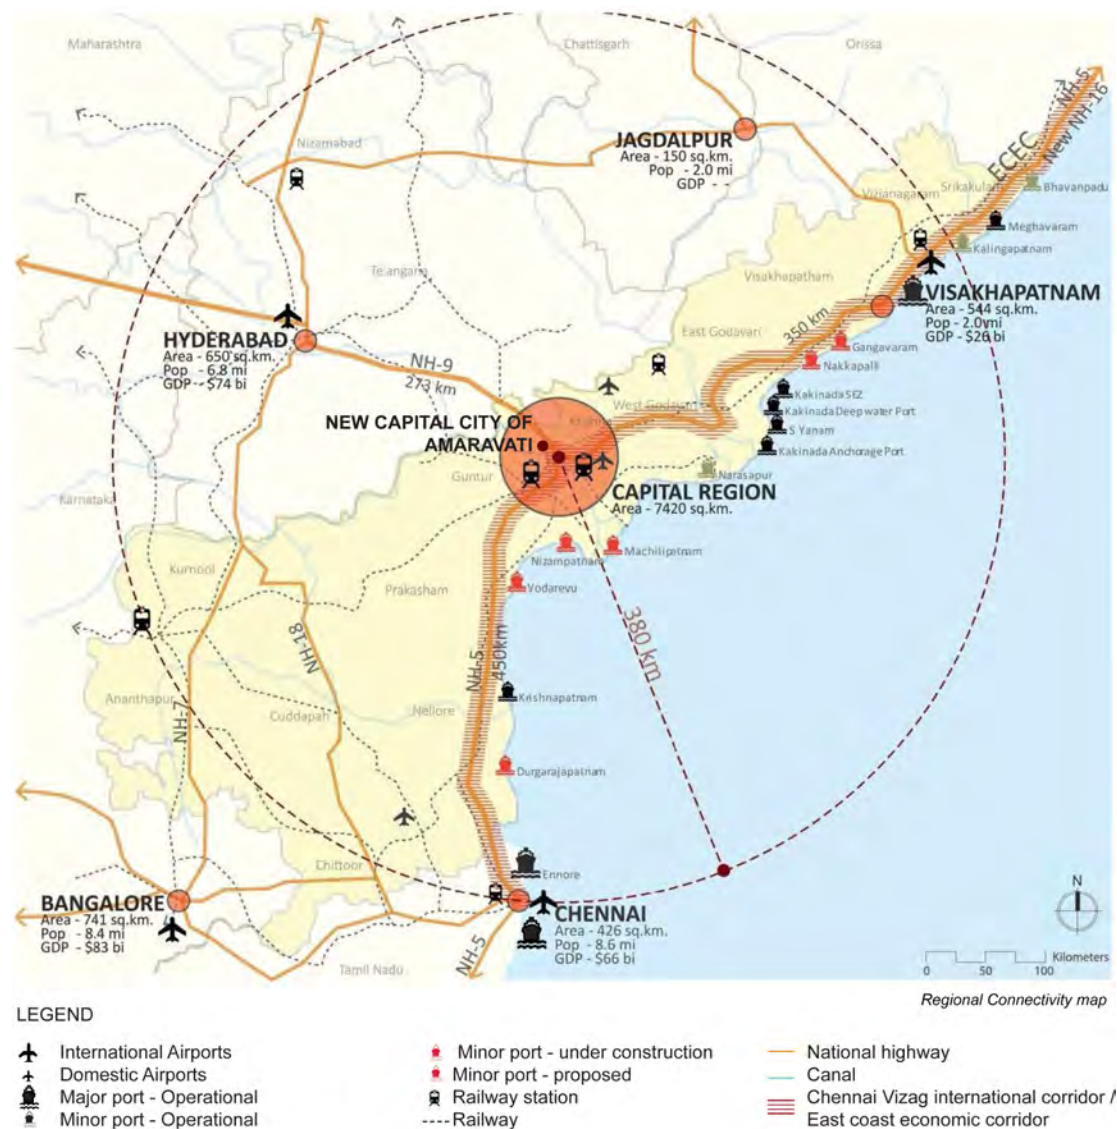 Maharashtra
Chattisgarh
Orissa
NH-5
New NH-16
ECEC
Nizamabad
JAGDALPUR
Area - 150 sq.km.
Pop - 2.0 mi
GDP - -
Vizianagaram
Srikakulam
Bhavanpadu
Meghavaram
Kalingapatnam
Telangana
Visakhapatham
VISAKHAPATNAM
Area - 544 sq.km.
Pop - 2.0 mi
GDP - $26 bi
East Godavari
350 km
HYDERABAD
Area - 650 sq.km.
Pop - 6.8 mi
GDP - $74 bi
NH-9
273 km
Gangavaram
Nakkapalli
Kakinada SEZ
Kakinada Deep water Port
S Yanam
Kakinada Anchorage Port
West Godavari
Krishna
NEW CAPITAL CITY OF
AMARAVATI
Guntur
Narasapur
CAPITAL REGION
Area - 7420 sq.km.
Karnataka
Nizampatnam
Machilipatnam
Kurnool
Prakasham
Vodarevu
380 km
NH-18
NH-5
450km
Ananthapur
NH-7
Cuddapah
Nellore
Krishnapatnam
Durgarajapatnam
Chittoor
Ennore
BANGALORE
Area - 741 sq.km.
Pop - 8.4 mi
GDP - $83 bi
CHENNAI
Area - 426 sq.km.
Pop - 8.6 mi
GDP - $66 bi
NH-5
Tamil Nadu
N
Kilometers
0 50 100
Regional Connectivity map
LEGEND
International Airports
Domestic Airports
Major port - Operational
Minor port - Operational
Minor port - under construction
Minor port - proposed
Railway station
Railway
National highway
Canal
Chennai Vizag international corridor /
East coast economic corridor